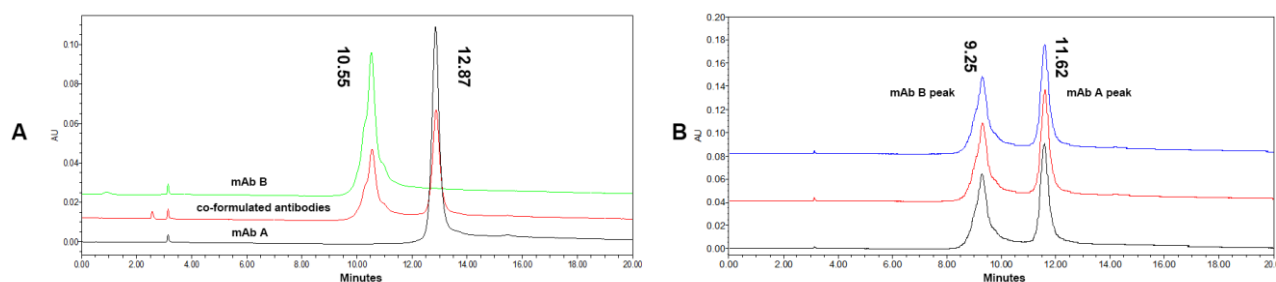 A
AU
0.10
0.08
0.06
0.04
0.02
0.00
10.55
12.87
mAb B
co-formulated antibodies
mAb A
0.00 2.00 4.00 6.00 8.00 10.00 12.00 14.00 16.00 18.00 20.00
Minutes
B
AU
0.20
0.18
0.16
0.14
0.12
0.10
0.08
0.06
0.04
0.02
0.00
9.25
11.62
mAb B peak
mAb A peak
0.00 2.00 4.00 6.00 8.00 10.00 12.00 14.00 16.00 18.00 20.0
Minutes